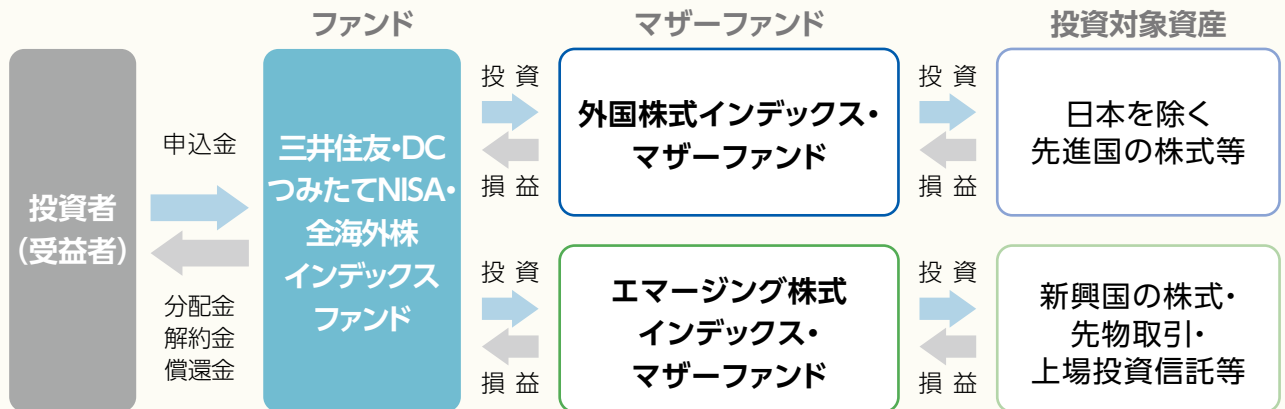 ファンド
マザーファンド
投資対象資産
投資者
(受益者)
申込金
分配金
解約金
償還金
三井住友・DC
つみたてNISA・
全海外株
インデックス
ファンド
投資
損益
外国株式インデックス・
マザーファンド
投資
損益
日本を除く
先進国の株式等
投資
損益
エマージング株式
インデックス・
マザーファンド
投資
損益
新興国の株式・
先物取引・
上場投資信託等